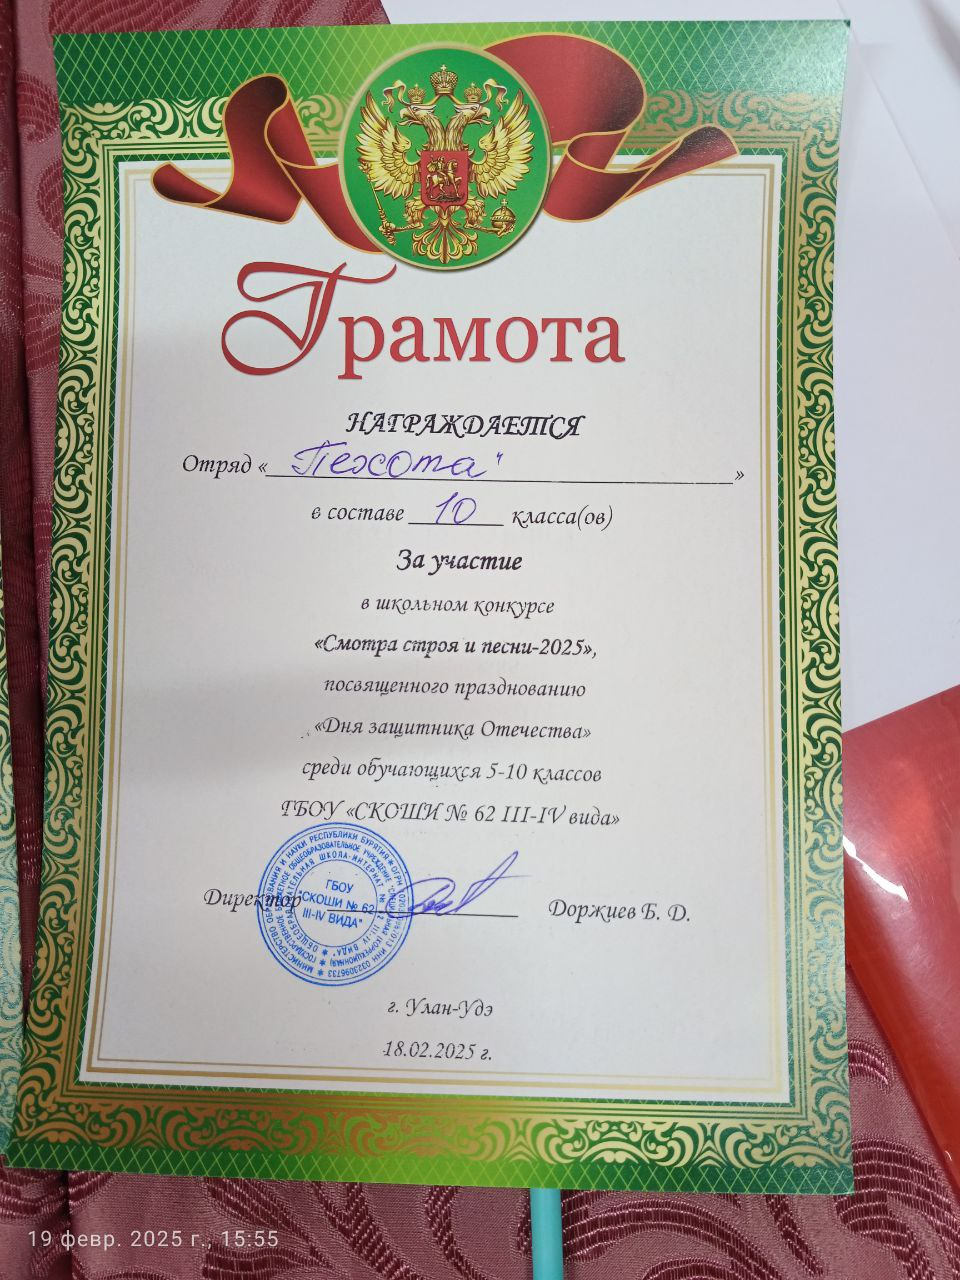 Грамота
НАГРАЖДАЕТСЯ
Отряд « Пехота" »
в составе 10 класса(ов)
За участие
в школьном конкурсе
«Смотра строя и песни-2025»,
посвященного празднованию
«Дня защитника Отечества»
среди обучающихся 5-10 классов
ГБОУ «СКОШИ № 62 III-IV вида»
Директор Доржиев Б. Д.
ГБОУ
"СКОШИ № 62
III-IV ВИДА"
г. Улан-Удэ
18.02.2025 г.
19 февр. 2025 г., 15:55